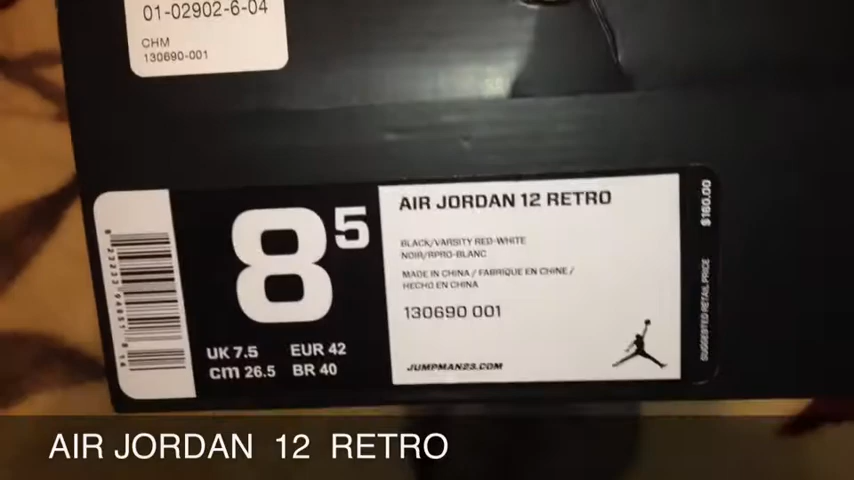 01-02902-6-04
CHM
130690-001
8 5
UK 7.5 EUR 42
cm 26.5 BR 40
AIR JORDAN 12 RETRO
BLACK/VARSITY RED-WHITE
NOIR/RPRO-BLANC
MADE IN CHINA / FABRIQUE EN CHINE /
HECHO EN CHINA
130690 001
JUMPMAN23.COM
SUGGESTED RETAIL PRICE $160.00
AIR JORDAN 12 RETRO